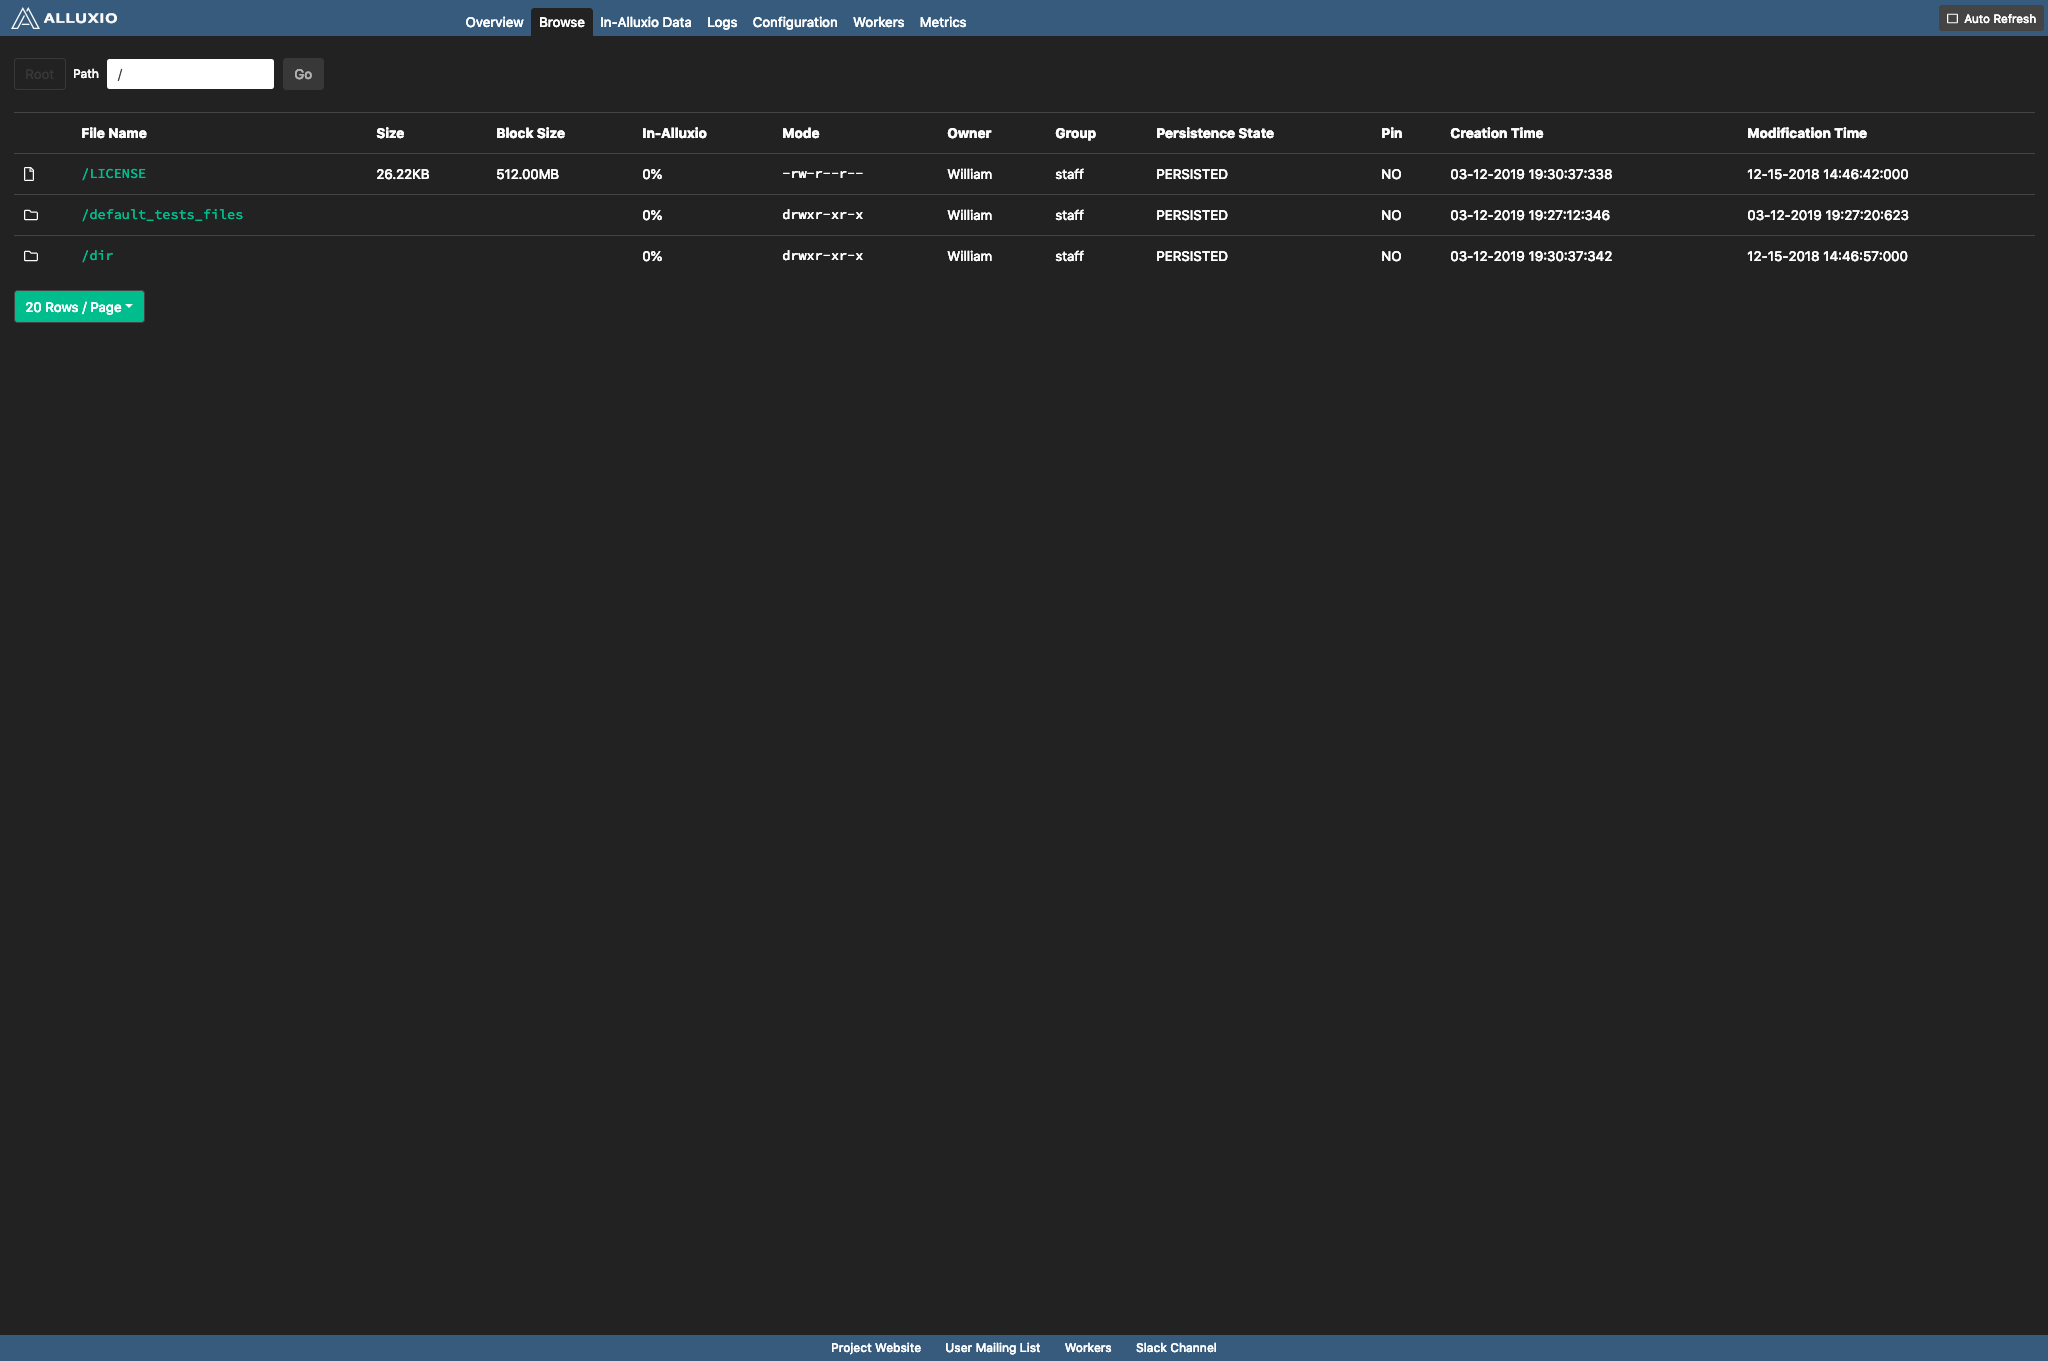 ALLUXIO Overview Browse In-Alluxio Data Logs Configuration Workers Metrics Auto Refresh
Root Path / Go
File Name Size Block Size In-Alluxio Mode Owner Group Persistence State Pin Creation Time Modification Time
/LICENSE 26.22KB 512.00MB 0% -rw-r--r-- William staff PERSISTED NO 03-12-2019 19:30:37:338 12-15-2018 14:46:42:000
/default_tests_files 0% drwxr-xr-x William staff PERSISTED NO 03-12-2019 19:27:12:346 03-12-2019 19:27:20:623
/dir 0% drwxr-xr-x William staff PERSISTED NO 03-12-2019 19:30:37:342 12-15-2018 14:46:57:000
20 Rows / Page
Project Website User Mailing List Workers Slack Channel